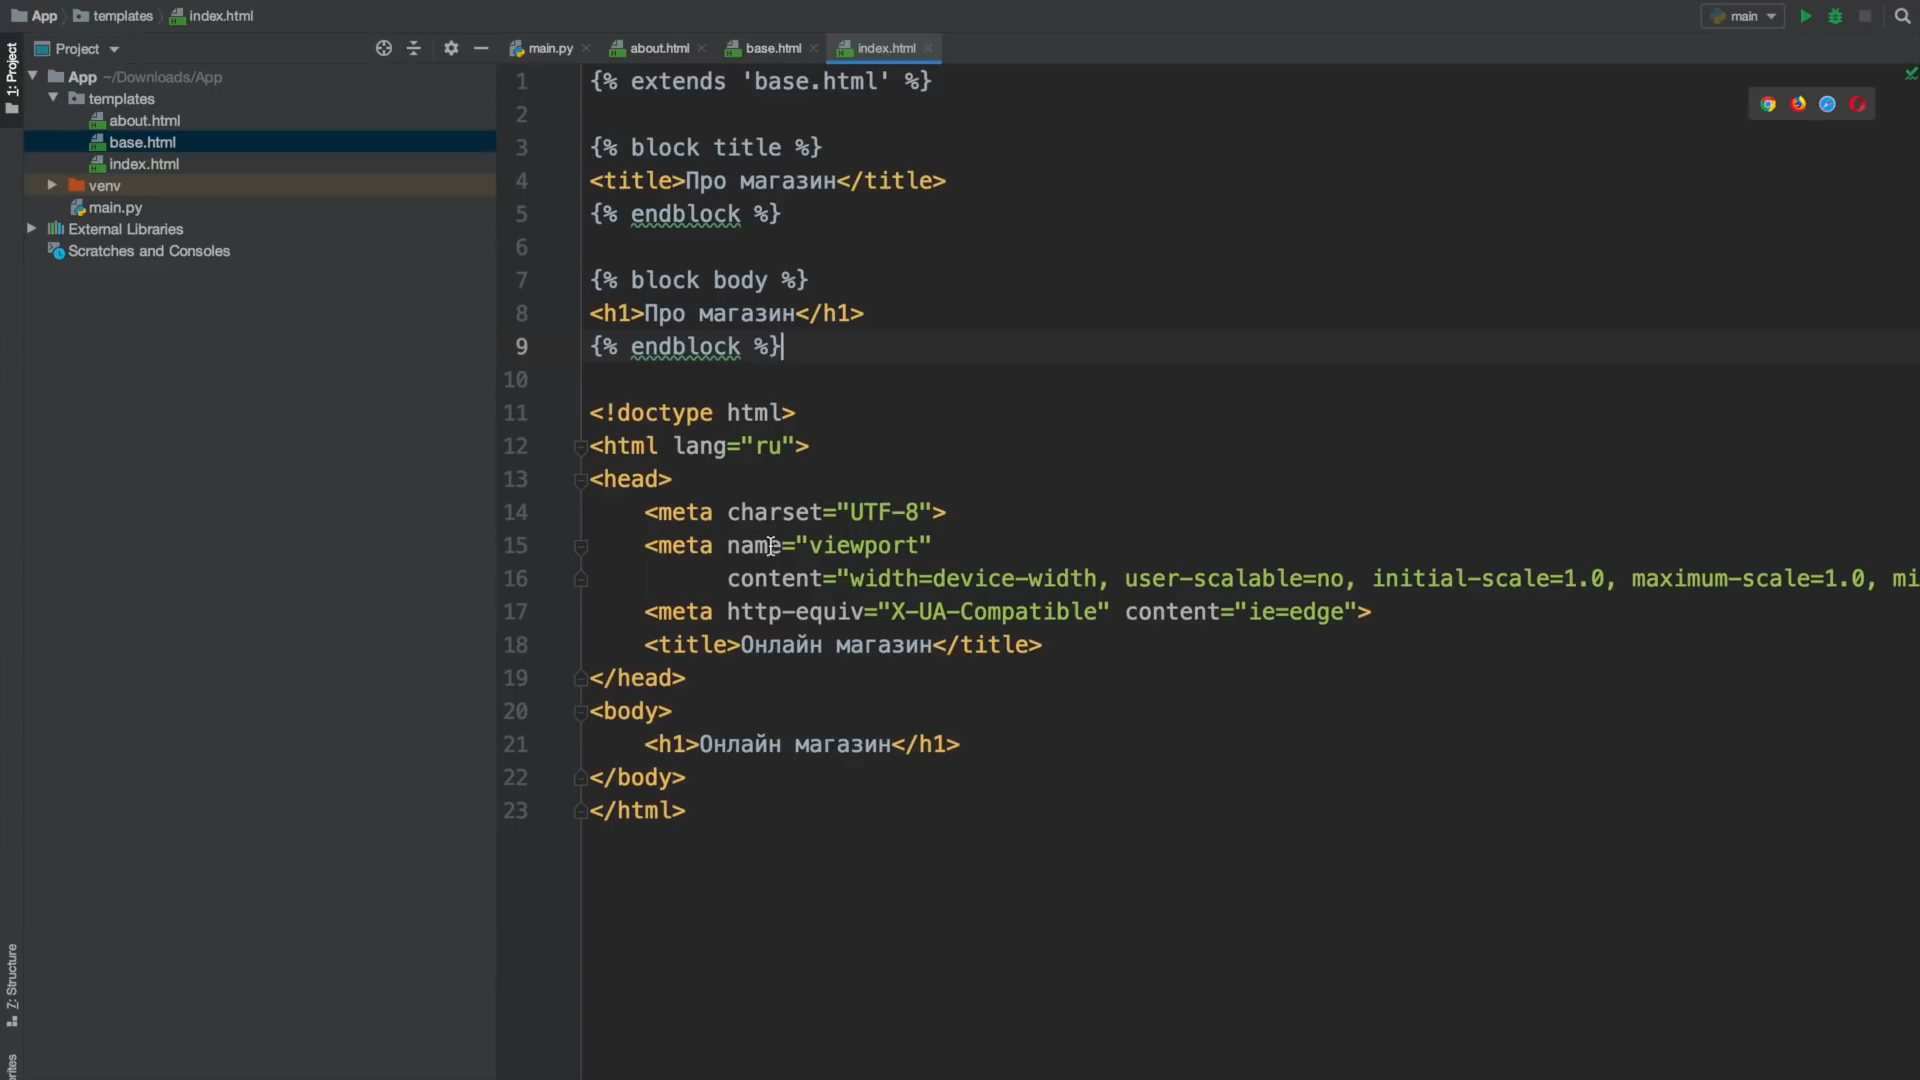 App templates index.html
main
Project
main.py about.html base.html index.html
1: Project
App ~/Downloads/App
templates
about.html
base.html
index.html
venv
main.py
External Libraries
Scratches and Consoles
1 {% extends 'base.html' %}
2
3 {% block title %}
4 <title>Про магазин</title>
5 {% endblock %}
6
7 {% block body %}
8 <h1>Про магазин</h1>
9 {% endblock %}
10
11 <!doctype html>
12 <html lang="ru">
13 <head>
14 <meta charset="UTF-8">
15 <meta name="viewport"
16 content="width=device-width, user-scalable=no, initial-scale=1.0, maximum-scale=1.0, mi
17 <meta http-equiv="X-UA-Compatible" content="ie=edge">
18 <title>Онлайн магазин</title>
19 </head>
20 <body>
21 <h1>Онлайн магазин</h1>
22 </body>
23 </html>
Z: Structure